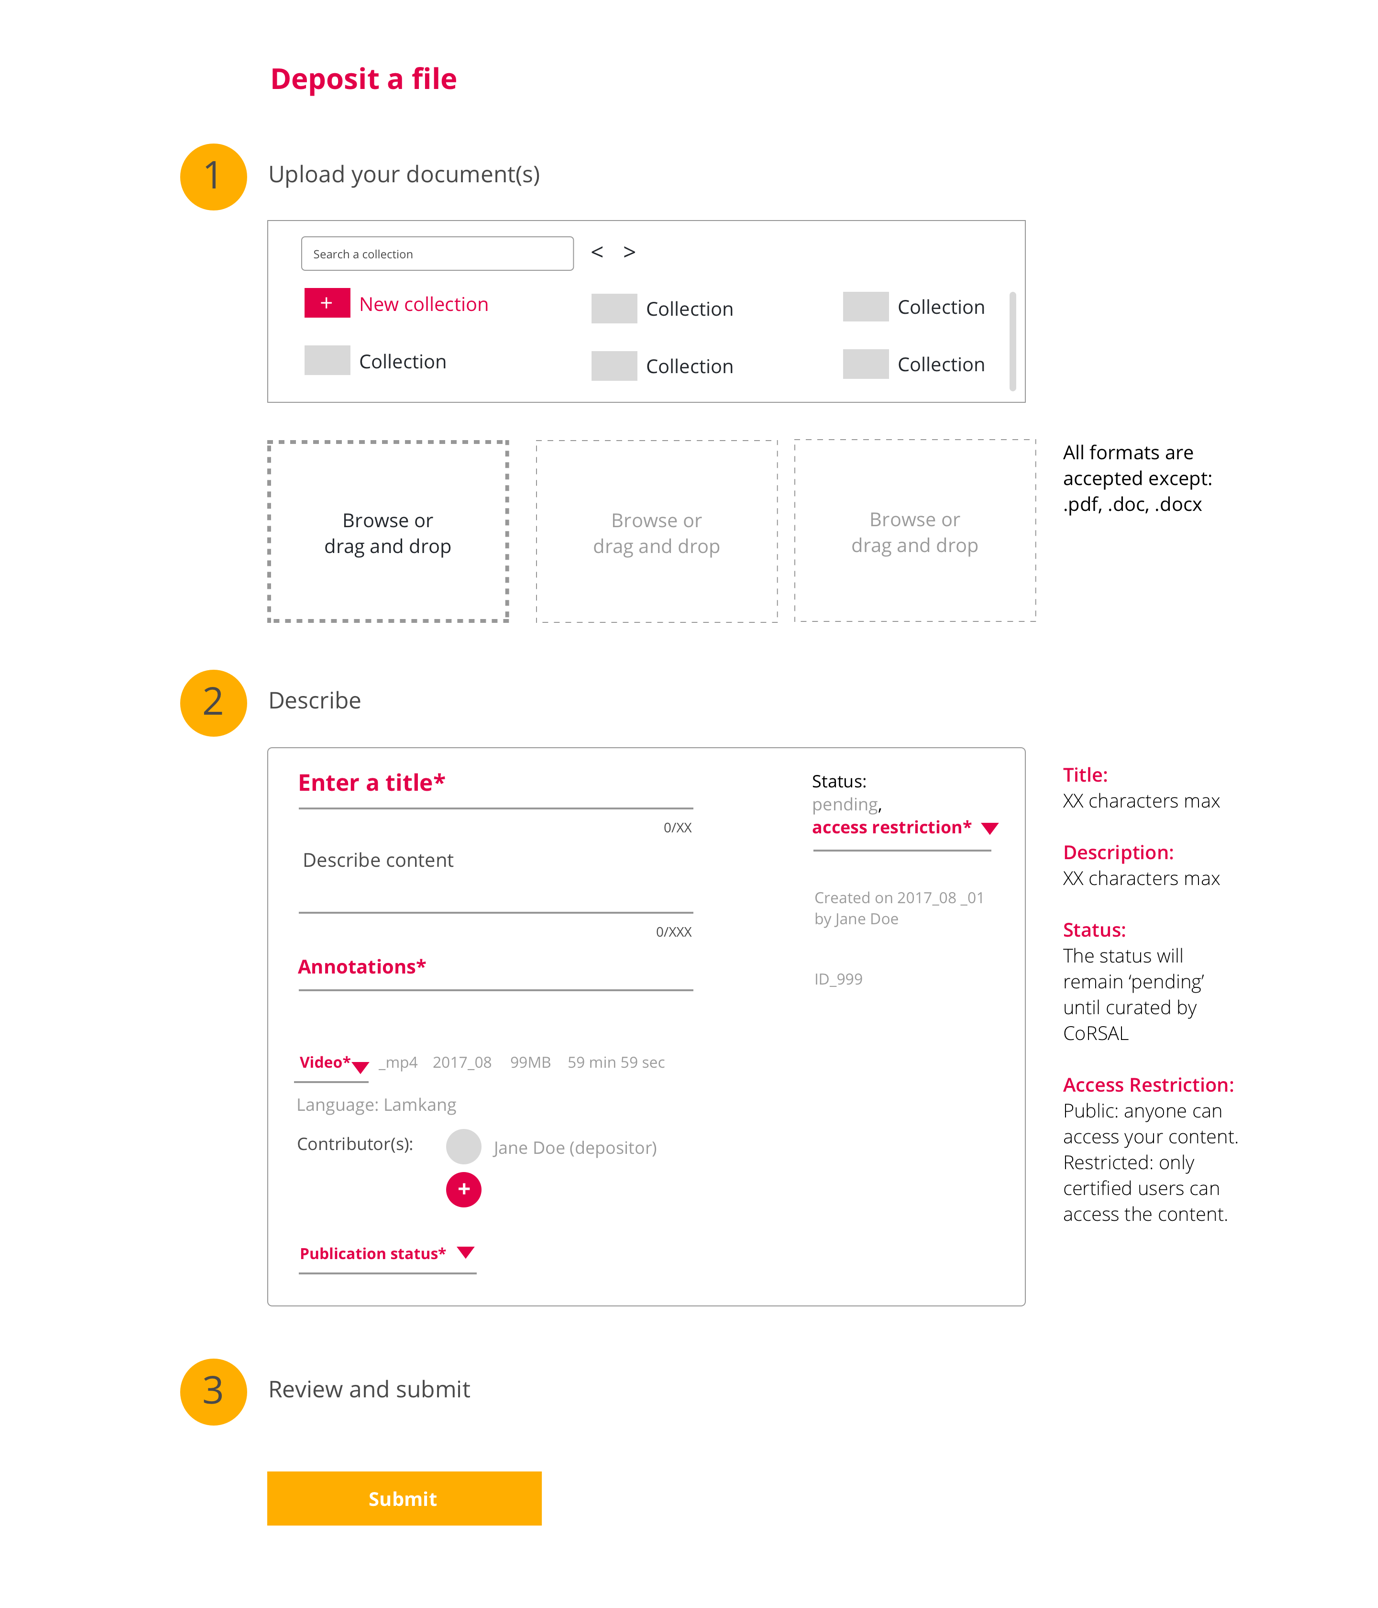 Deposit a file
1
Upload your document(s)
Search a collection
< >
+ New collection
Collection
Collection
Collection
Collection
Collection
Browse or
drag and drop
Browse or
drag and drop
Browse or
drag and drop
All formats are
accepted except:
.pdf, .doc, .docx
2
Describe
Enter a title*
0/XX
Describe content
0/XXX
Annotations*
Video* _mp4 2017_08 99MB 59 min 59 sec
Language: Lamkang
Contributor(s): Jane Doe (depositor)
+
Publication status*
Status:
pending,
access restriction*
Created on 2017_08 _01
by Jane Doe
ID_999
Title:
XX characters max
Description:
XX characters max
Status:
The status will
remain ‘pending’
until curated by
CoRSAL
Access Restriction:
Public: anyone can
access your content.
Restricted: only
certified users can
access the content.
3
Review and submit
Submit